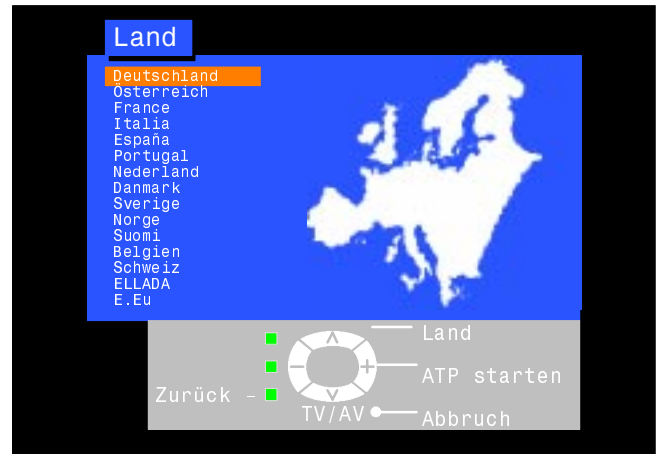 Land
Deutschland
Österreich
France
Italia
España
Portugal
Nederland
Danmark
Sverige
Norge
Suomi
Belgien
Schweiz
ELLADA
E.Eu
Land
ATP starten
Zurück
TV/AV
Abbruch